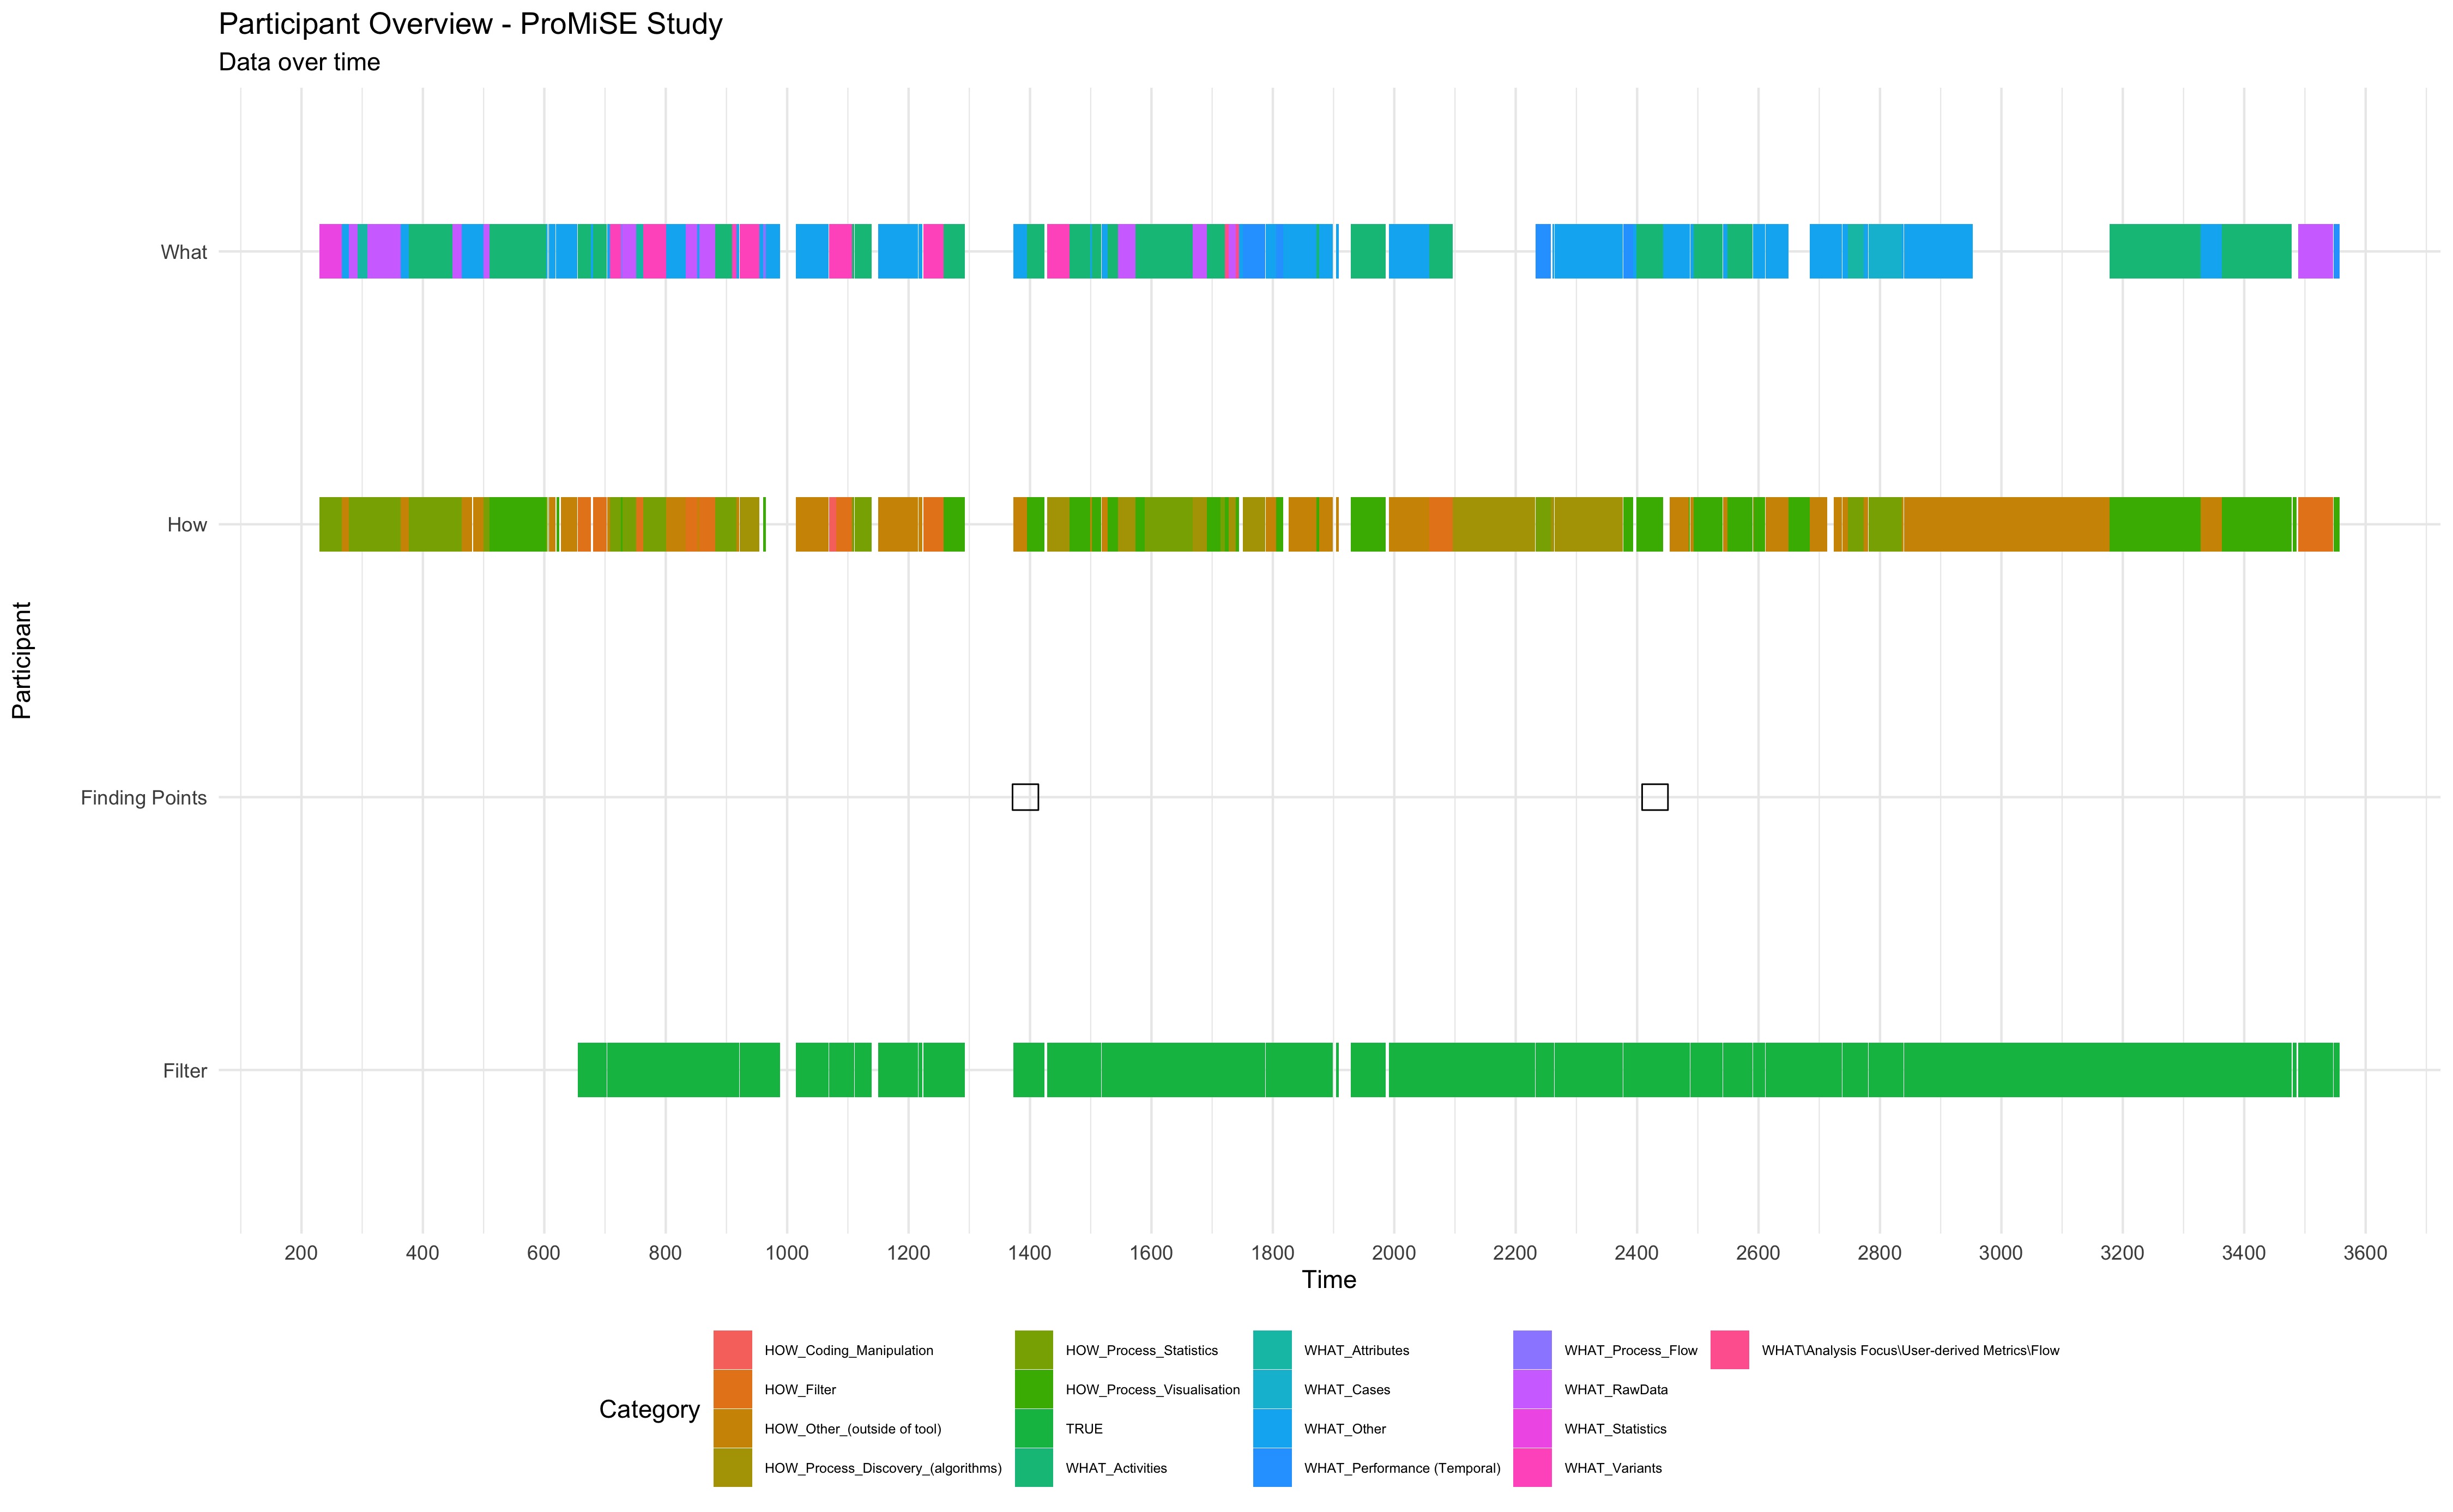 Participant Overview - ProMiSE Study
Data over time
What
How
Finding Points
Filter
Participant
200 400 600 800 1000 1200 1400 1600 1800 2000 2200 2400 2600 2800 3000 3200 3400 3600
Time
Category
HOW_Coding_Manipulation
HOW_Filter
HOW_Other_(outside of tool)
HOW_Process_Discovery_(algorithms)
HOW_Process_Statistics
HOW_Process_Visualisation
TRUE
WHAT_Activities
WHAT_Attributes
WHAT_Cases
WHAT_Other
WHAT_Performance (Temporal)
WHAT_Process_Flow
WHAT_RawData
WHAT_Statistics
WHAT_Variants
WHAT\Analysis Focus\User-derived Metrics\Flow